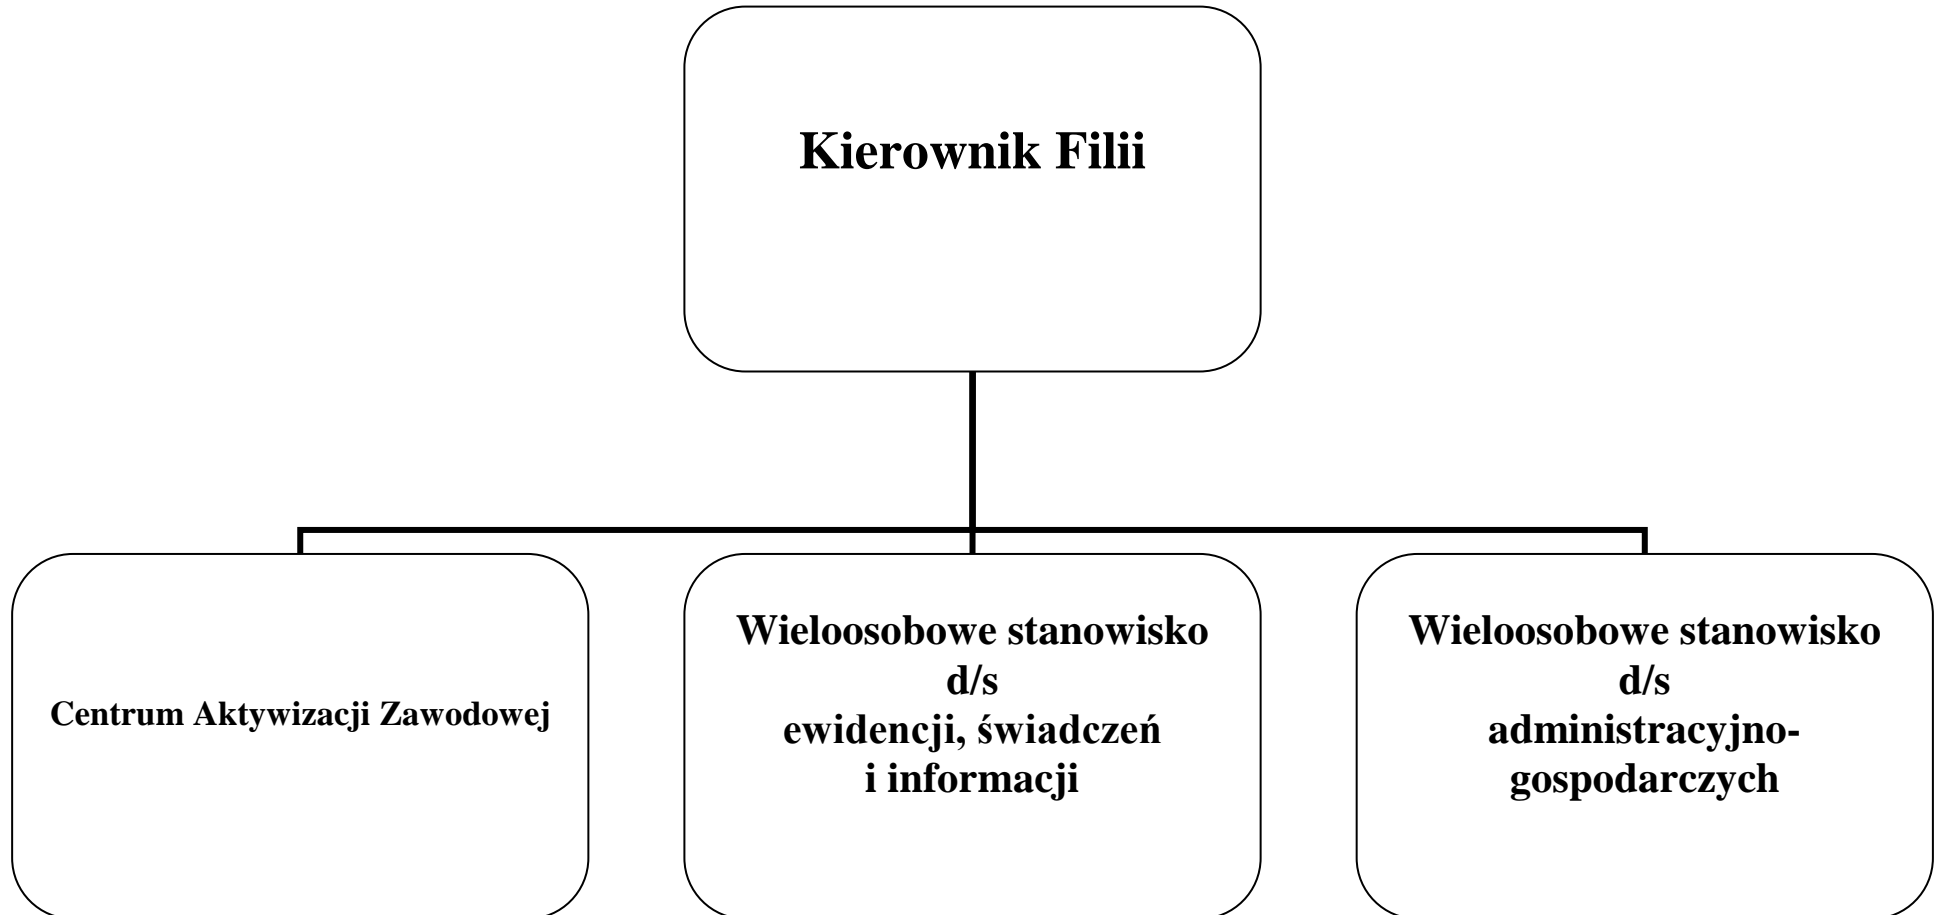 Kierownik Filii
Centrum Aktywizacji Zawodowej
Wieloosobowe stanowisko
d/s
ewidencji, świadczeń
i informacji
Wieloosobowe stanowisko
d/s
administracyjno-
gospodarczych